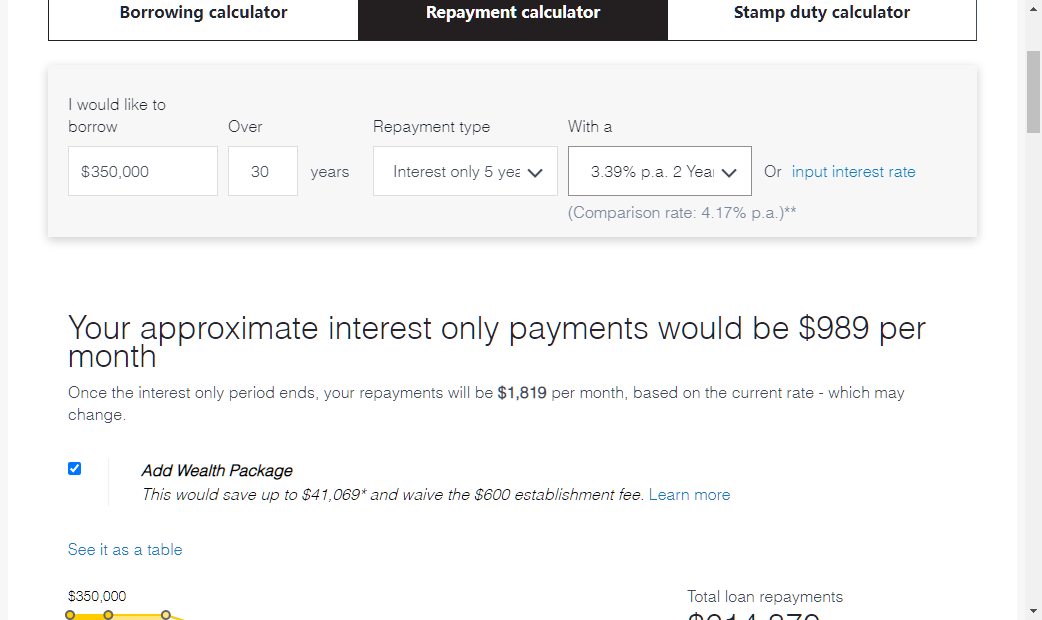 Borrowing calculator
Repayment calculator
Stamp duty calculator
I would like to
borrow
Over
Repayment type
With a
$350,000
30
years
Interest only 5 yea
3.39% p.a. 2 Year
Or input interest rate
(Comparison rate: 4.17% p.a.)**
Your approximate interest only payments would be $989 per
month
Once the interest only period ends, your repayments will be $1,819 per month, based on the current rate - which may
change.
Add Wealth Package
This would save up to $41,069* and waive the $600 establishment fee. Learn more
See it as a table
$350,000
Total loan repayments